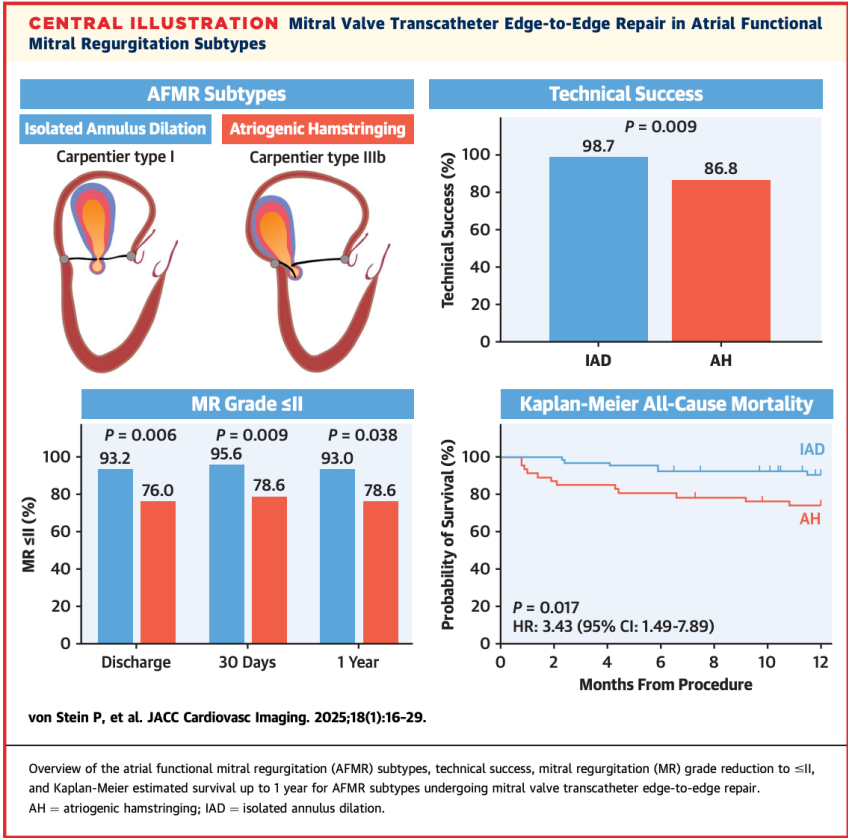 CENTRAL ILLUSTRATION Mitral Valve Transcatheter Edge-to-Edge Repair in Atrial Functional
Mitral Regurgitation Subtypes
AFMR Subtypes
Isolated Annulus Dilation
Atriogenic Hamstringing
Carpentier type I
Carpentier type IIIb
Technical Success
P = 0.009
98.7
86.8
Technical Success (%)
100
80
60
40
20
0
IAD
AH
MR Grade ≤II
P = 0.006
P = 0.009
P = 0.038
93.2
76.0
95.6
78.6
93.0
78.6
MR ≤II (%)
100
80
60
40
20
0
Discharge
30 Days
1 Year
Kaplan-Meier All-Cause Mortality
Probability of Survival (%)
100
80
60
40
20
0
IAD
AH
P = 0.017
HR: 3.43 (95% CI: 1.49-7.89)
0
2
4
6
8
10
12
Months From Procedure
von Stein P, et al. JACC Cardiovasc Imaging. 2025;18(1):16-29.
Overview of the atrial functional mitral regurgitation (AFMR) subtypes, technical success, mitral regurgitation (MR) grade reduction to ≤II,
and Kaplan-Meier estimated survival up to 1 year for AFMR subtypes undergoing mitral valve transcatheter edge-to-edge repair.
AH = atriogenic hamstringing; IAD = isolated annulus dilation.